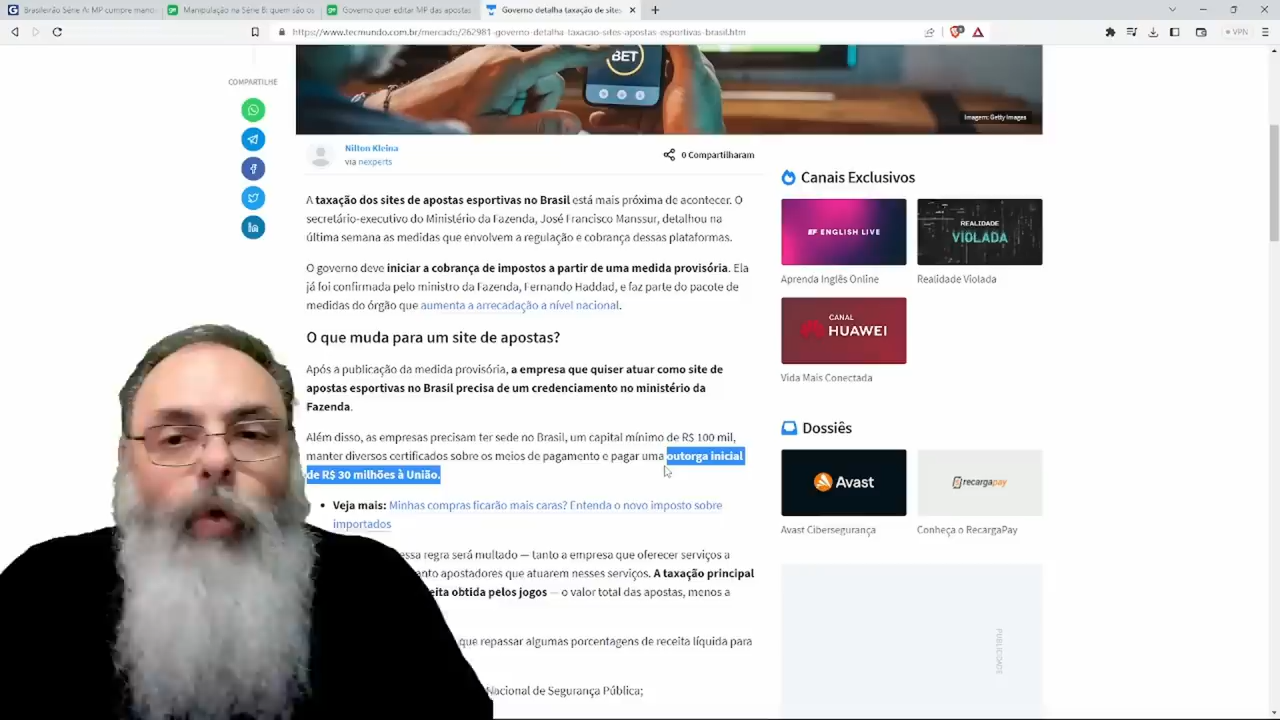 Brasileirão Série A: MP cumpre mand
Manipulação na Série B: quem são os
Governo quer editar MP das apostas
Governo detalha taxação de sites
https://www.tecmundo.com.br/mercado/262981-governo-detalha-taxacao-sites-apostas-esportivas-brasil.htm
VPN
BET
Imagem: Getty Images
COMPARTILHE
Nilton Kleina
via nexperts
0 Compartilharam
A taxação dos sites de apostas esportivas no Brasil está mais próxima de acontecer. O
secretário-executivo do Ministério da Fazenda, José Francisco Manssur, detalhou na
última semana as medidas que envolvem a regulação e cobrança dessas plataformas.
O governo deve iniciar a cobrança de impostos a partir de uma medida provisória. Ela
já foi confirmada pelo ministro da Fazenda, Fernando Haddad, e faz parte do pacote de
medidas do órgão que aumenta a arrecadação a nível nacional.
O que muda para um site de apostas?
Após a publicação da medida provisória, a empresa que quiser atuar como site de
apostas esportivas no Brasil precisa de um credenciamento no ministério da
Fazenda.
Além disso, as empresas precisam ter sede no Brasil, um capital mínimo de R$ 100 mil,
manter diversos certificados sobre os meios de pagamento e pagar uma outorga inicial
de R$ 30 milhões à União.
Veja mais: Minhas compras ficarão mais caras? Entenda o novo imposto sobre
importados
essa regra será multado — tanto a empresa que oferecer serviços a
anto apostadores que atuarem nesses serviços. A taxação principal
eita obtida pelos jogos — o valor total das apostas, menos a
que repassar algumas porcentagens de receita líquida para
Nacional de Segurança Pública;
Canais Exclusivos
EF ENGLISH LIVE
REALIDADE
VIOLADA
Aprenda Inglês Online
Realidade Violada
CANAL
HUAWEI
Vida Mais Conectada
Dossiês
Avast
recargapay
Avast Cibersegurança
Conheça o RecargaPay
PUBLICIDADE